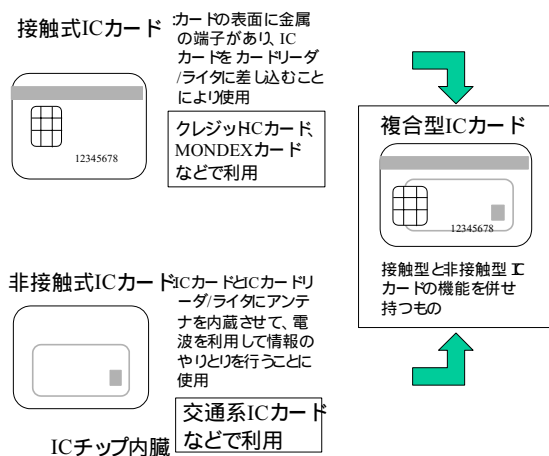 接触式ICカード
:カードの表面に金属
の端子があり、IC
カードをカードリーダ
/ライタに差し込むこと
により使用
12345678
クレジッHCカード、
MONDEXカード
などで利用
複合型ICカード
12345678
接触型と非接触型IC
カードの機能を併せ
持つもの
非接触式ICカード
:ICカードとICカードリ
ーダ/ライタにアンテ
ナを内蔵させて、電
波を利用して情報の
やりとりを行うことに
使用
ICチップ内臓
交通系ICカード
などで利用